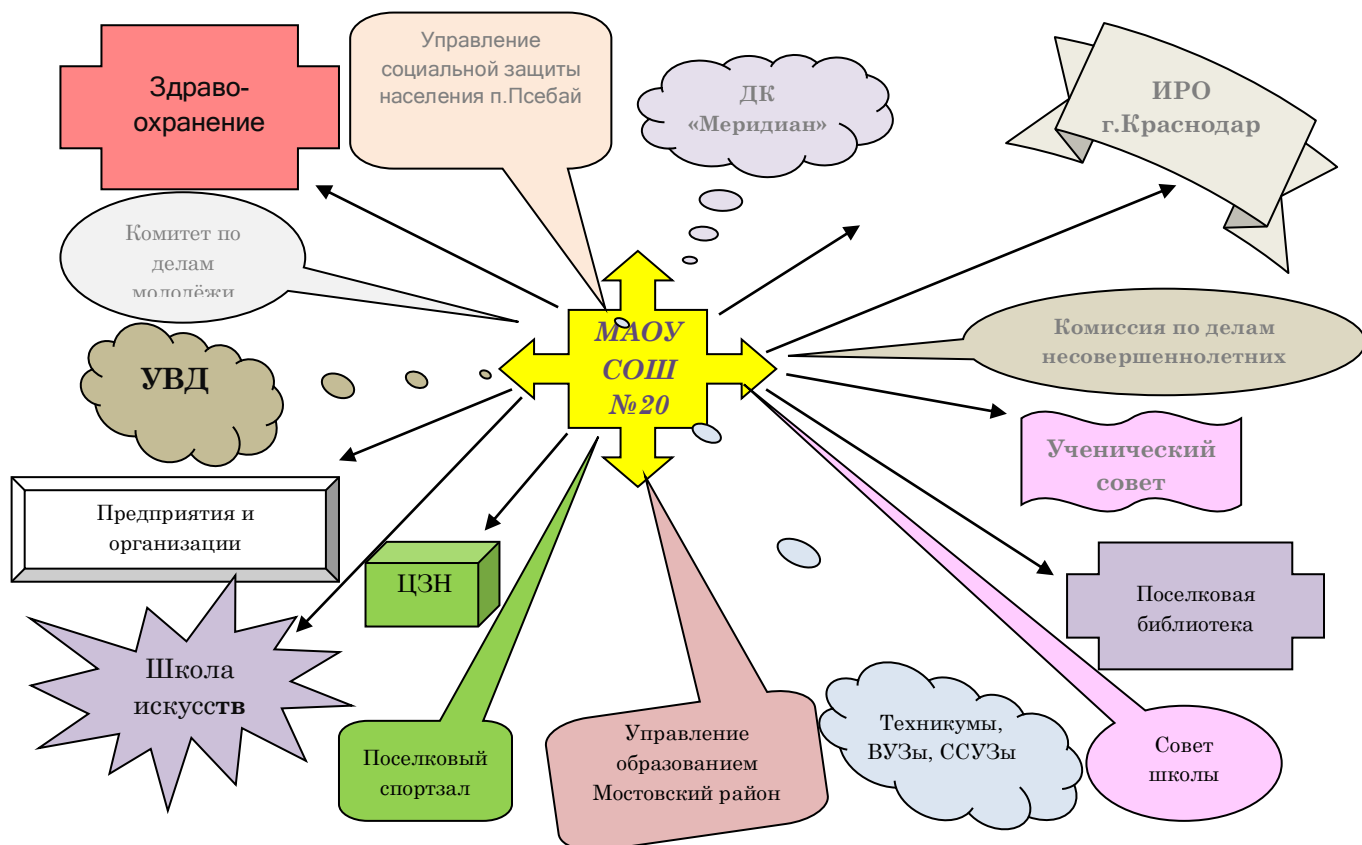 Здраво-
охранение
Управление
социальной защиты
населения п.Псебай
ДК
«Меридиан»
ИРО
г.Краснодар
Комитет по
делам
молодёжи
Комиссия по делам
несовершеннолетних
УВД
МАОУ
СОШ
№20
Ученический
совет
Предприятия и
организации
ЦЗН
Поселковая
библиотека
Школа
искусств
Поселковый
спортзал
Управление
образованием
Мостовский район
Техникумы,
ВУЗы, ССУЗы
Совет
школы